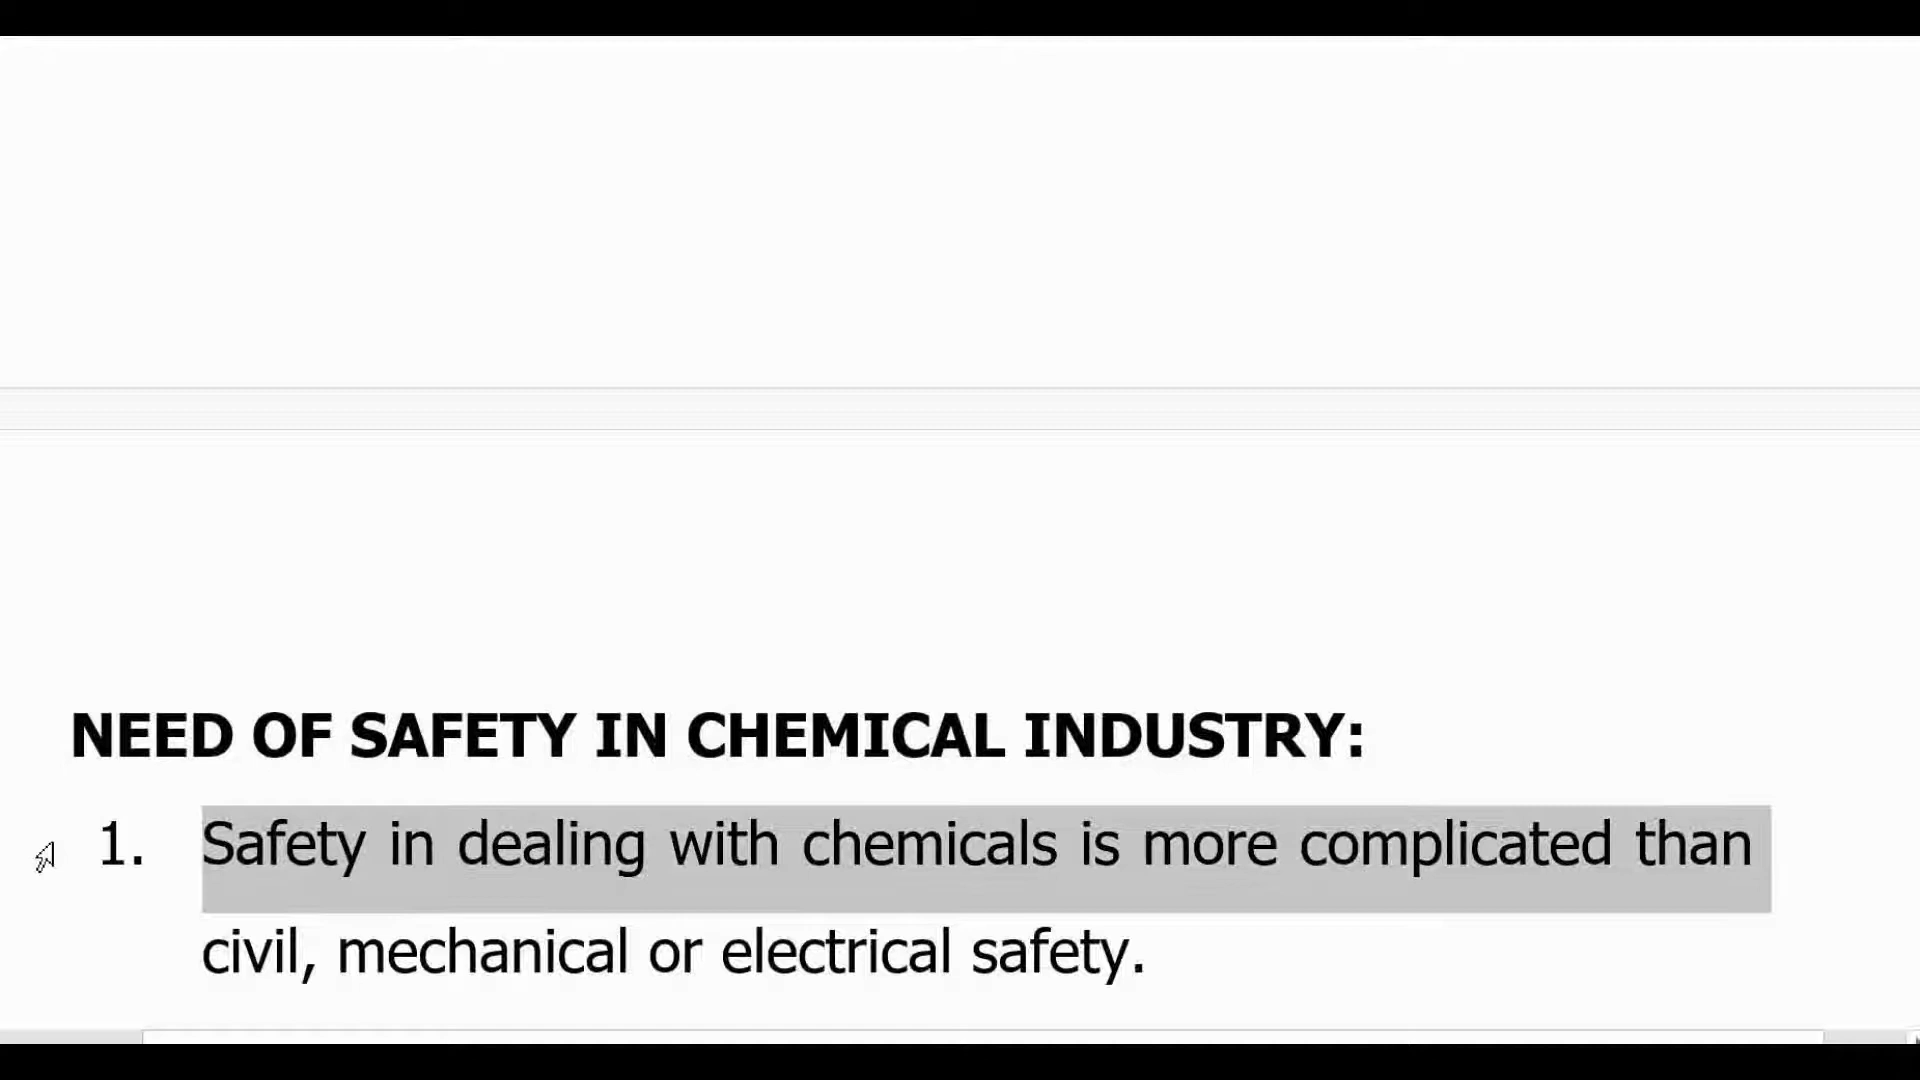 NEED OF SAFETY IN CHEMICAL INDUSTRY:
1. Safety in dealing with chemicals is more complicated than
civil, mechanical or electrical safety.